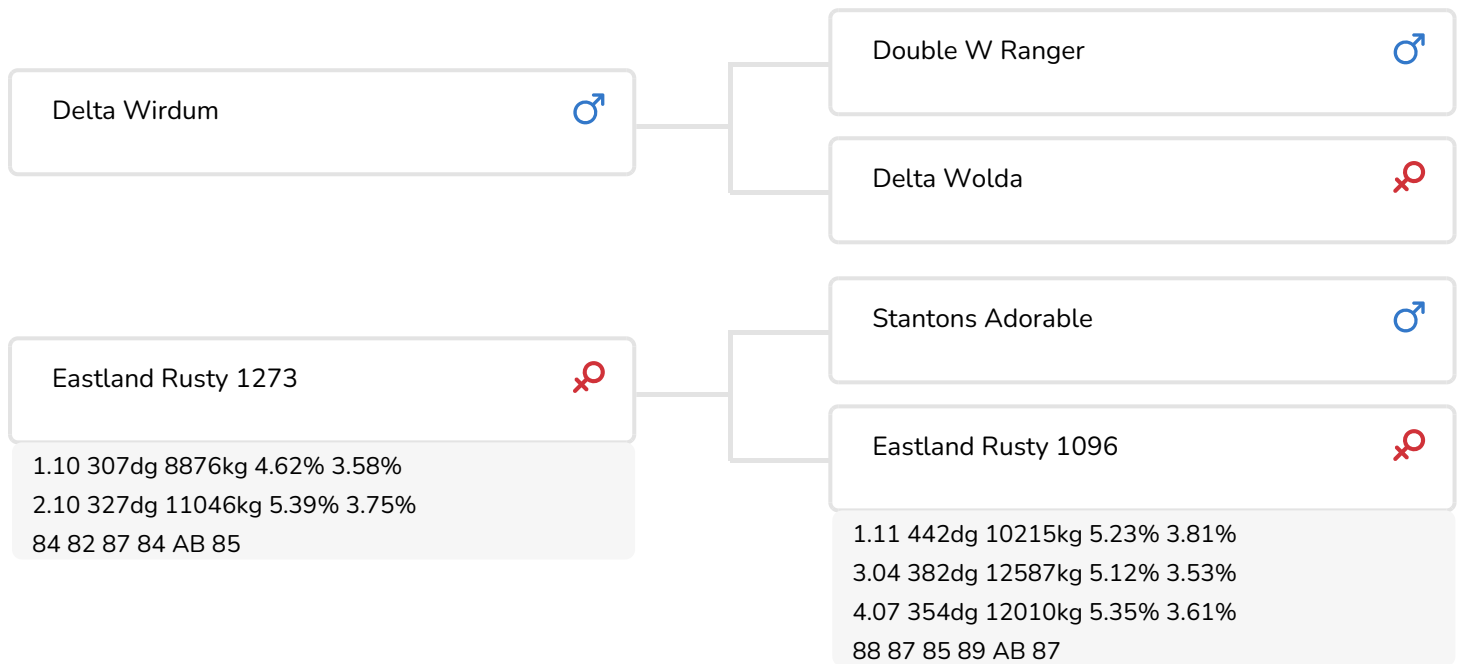 Delta Wirdum
Double W Ranger
Delta Wolda
Eastland Rusty 1273
1.10 307dg 8876kg 4.62% 3.58%
2.10 327dg 11046kg 5.39% 3.75%
84 82 87 84 AB 85
Stantons Adorable
Eastland Rusty 1096
1.11 442dg 10215kg 5.23% 3.81%
3.04 382dg 12587kg 5.12% 3.53%
4.07 354dg 12010kg 5.35% 3.61%
88 87 85 89 AB 87